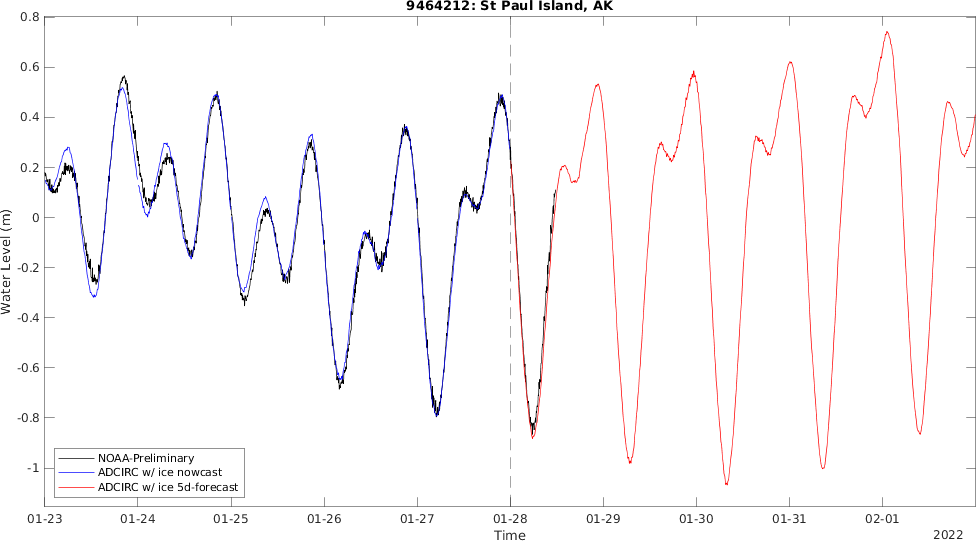 9464212: St Paul Island, AK
0.8
0.6
0.4
0.2
0
-0.2
-0.4
-0.6
-0.8
-1
Water Level (m)
NOAA-Preliminary
ADCIRC w/ ice nowcast
ADCIRC w/ ice 5d-forecast
01-23 01-24 01-25 01-26 01-27 01-28 01-29 01-30 01-31 02-01
Time
2022